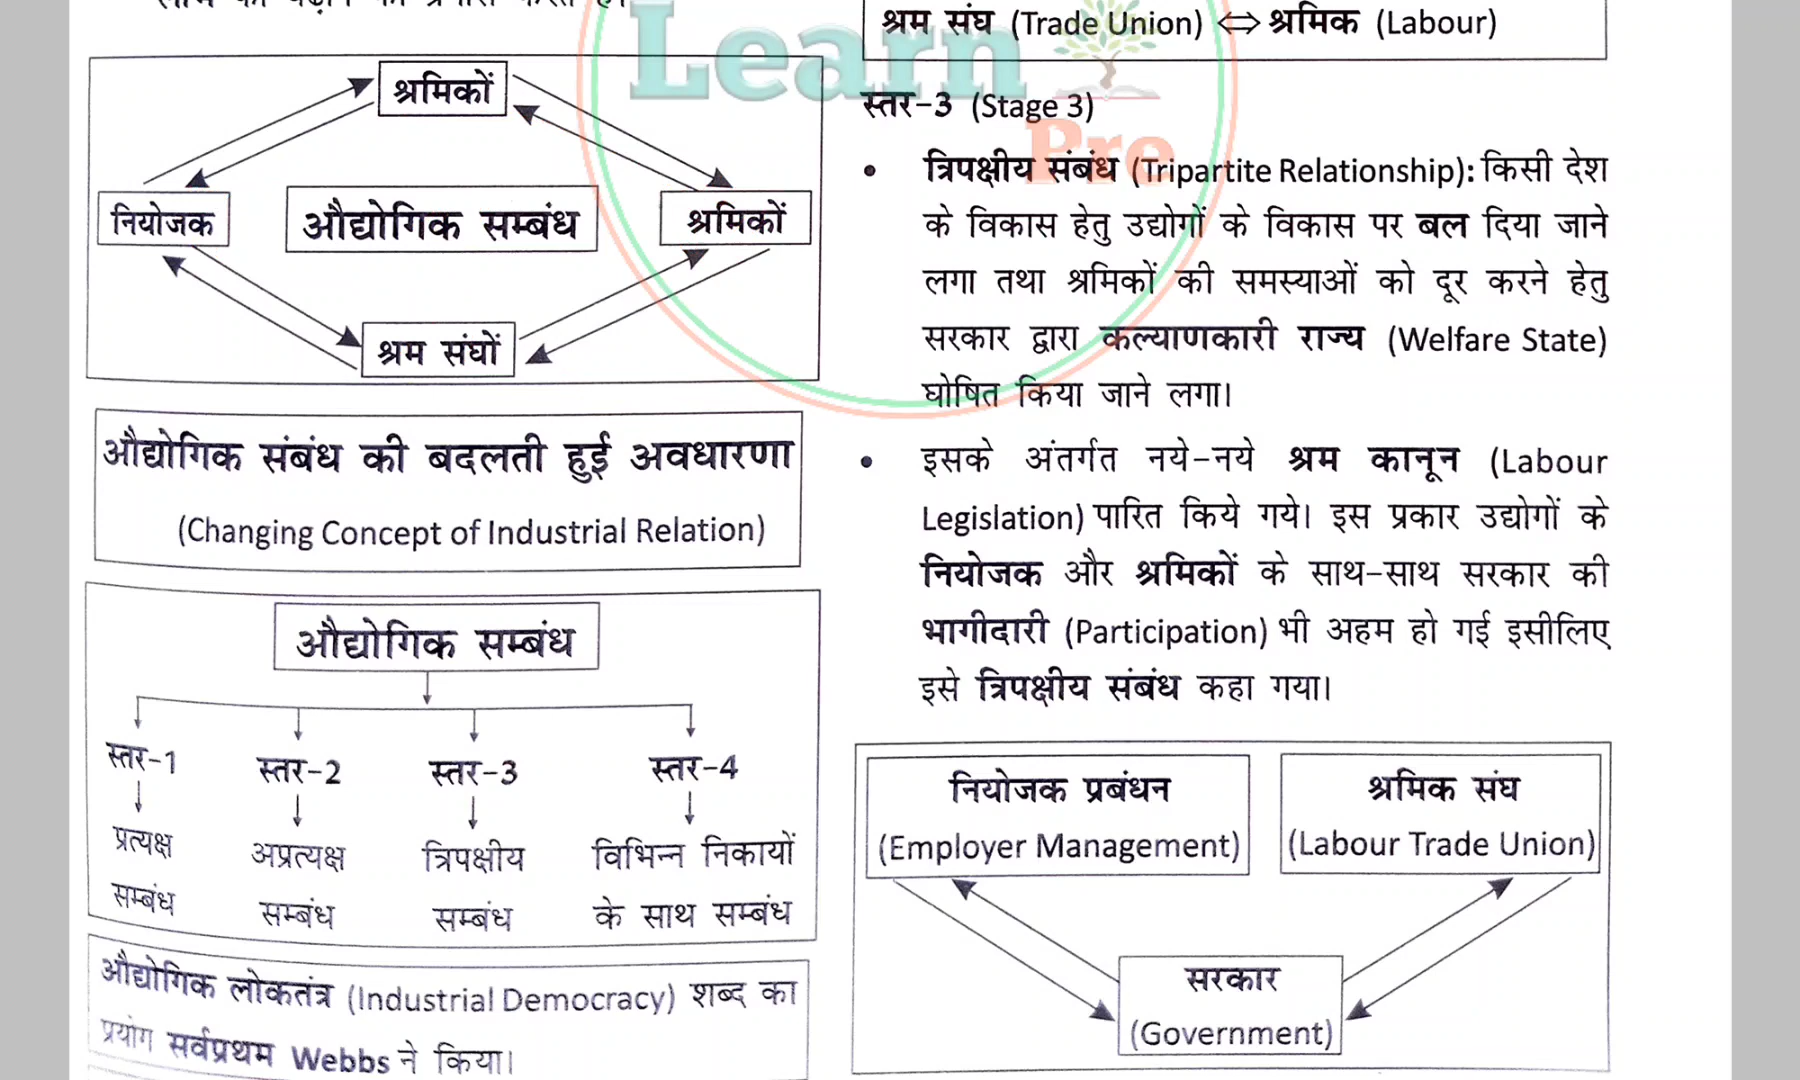 श्रमिकों
नियोजक
औद्योगिक सम्बंध
श्रमिकों
श्रम संघों
औद्योगिक संबंध की बदलती हुई अवधारणा
(Changing Concept of Industrial Relation)
औद्योगिक सम्बंध
स्तर-1
स्तर-2
स्तर-3
स्तर-4
प्रत्यक्ष
सम्बंध
अप्रत्यक्ष
सम्बंध
त्रिपक्षीय
सम्बंध
विभिन्न निकायों
के साथ सम्बंध
औद्योगिक लोकतंत्र (Industrial Democracy) शब्द का
प्रयोग सर्वप्रथम Webbs ने किया।
श्रम संघ (Trade Union) ⇔ श्रमिक (Labour)
स्तर-3 (Stage 3)
• त्रिपक्षीय संबंध (Tripartite Relationship): किसी देश
के विकास हेतु उद्योगों के विकास पर बल दिया जाने
लगा तथा श्रमिकों की समस्याओं को दूर करने हेतु
सरकार द्वारा कल्याणकारी राज्य (Welfare State)
घोषित किया जाने लगा।
• इसके अंतर्गत नये-नये श्रम कानून (Labour
Legislation) पारित किये गये। इस प्रकार उद्योगों के
नियोजक और श्रमिकों के साथ-साथ सरकार की
भागीदारी (Participation) भी अहम हो गई इसीलिए
इसे त्रिपक्षीय संबंध कहा गया।
नियोजक प्रबंधन
(Employer Management)
श्रमिक संघ
(Labour Trade Union)
सरकार
(Government)
Learn
Pre